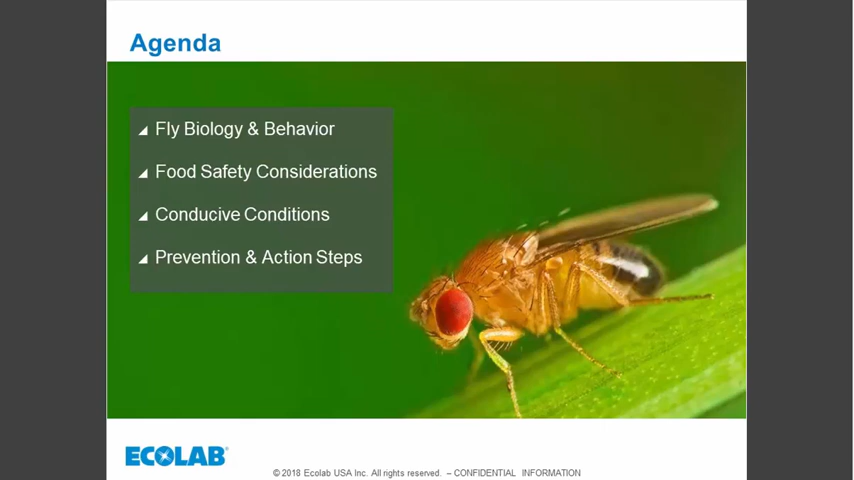 Agenda
Fly Biology & Behavior
Food Safety Considerations
Conducive Conditions
Prevention & Action Steps
ECOLAB®
© 2018 Ecolab USA Inc. All rights reserved. – CONFIDENTIAL INFORMATION